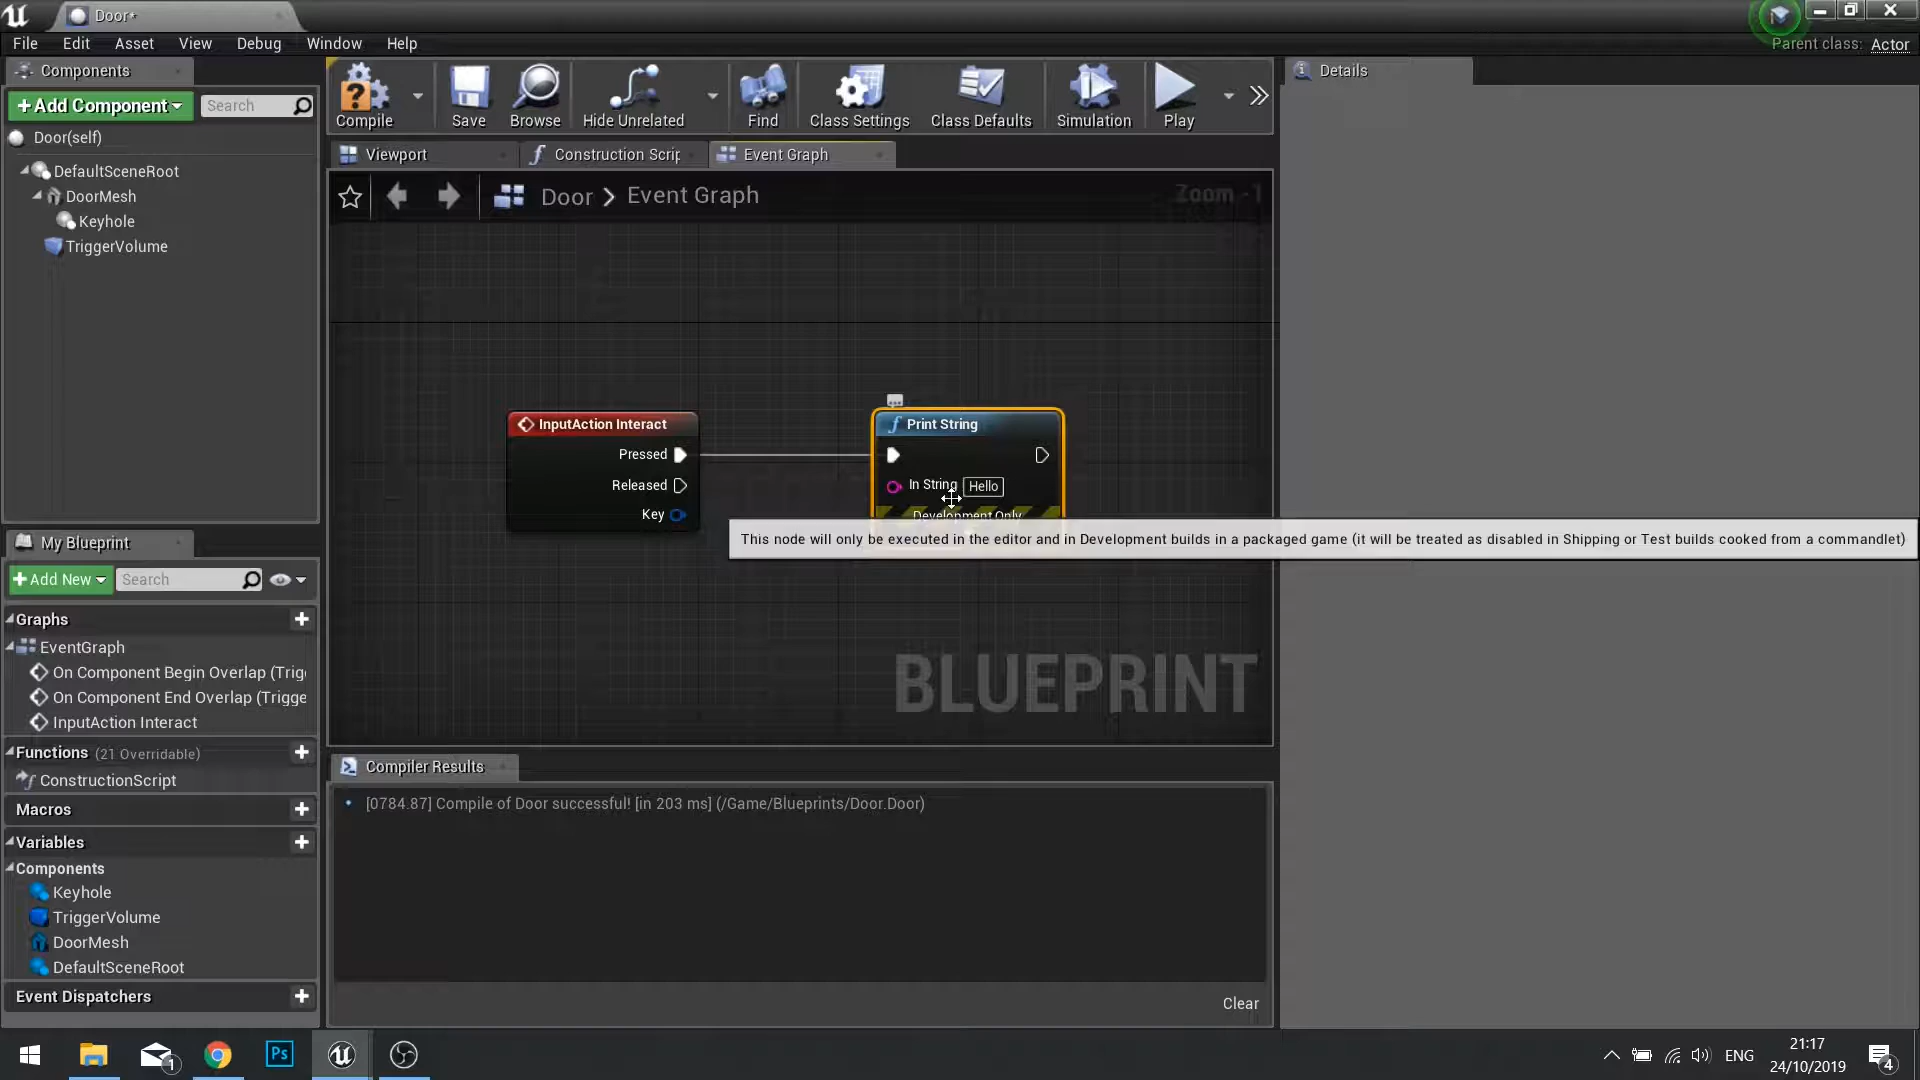 Door*
File Edit Asset View Debug Window Help
Parent class: Actor
Components
+Add Component
Search
Door(self)
DefaultSceneRoot
DoorMesh
Keyhole
TriggerVolume
Compile
Save
Browse
Hide Unrelated
Find
Class Settings
Class Defaults
Simulation
Play
Details
Viewport
Construction Scrip
Event Graph
Door > Event Graph
Zoom -1
InputAction Interact
Pressed
Released
Key
Print String
In String Hello
Development Only
This node will only be executed in the editor and in Development builds in a packaged game (it will be treated as disabled in Shipping or Test builds cooked from a commandlet)
BLUEPRINT
My Blueprint
+Add New
Search
Graphs
EventGraph
On Component Begin Overlap (Trig
On Component End Overlap (Trigge
InputAction Interact
Functions (21 Overridable)
ConstructionScript
Macros
Variables
Components
Keyhole
TriggerVolume
DoorMesh
DefaultSceneRoot
Event Dispatchers
Compiler Results
[0784.87] Compile of Door successful! [in 203 ms] (/Game/Blueprints/Door.Door)
Clear
1
Ps
ENG
21:17
24/10/2019
4